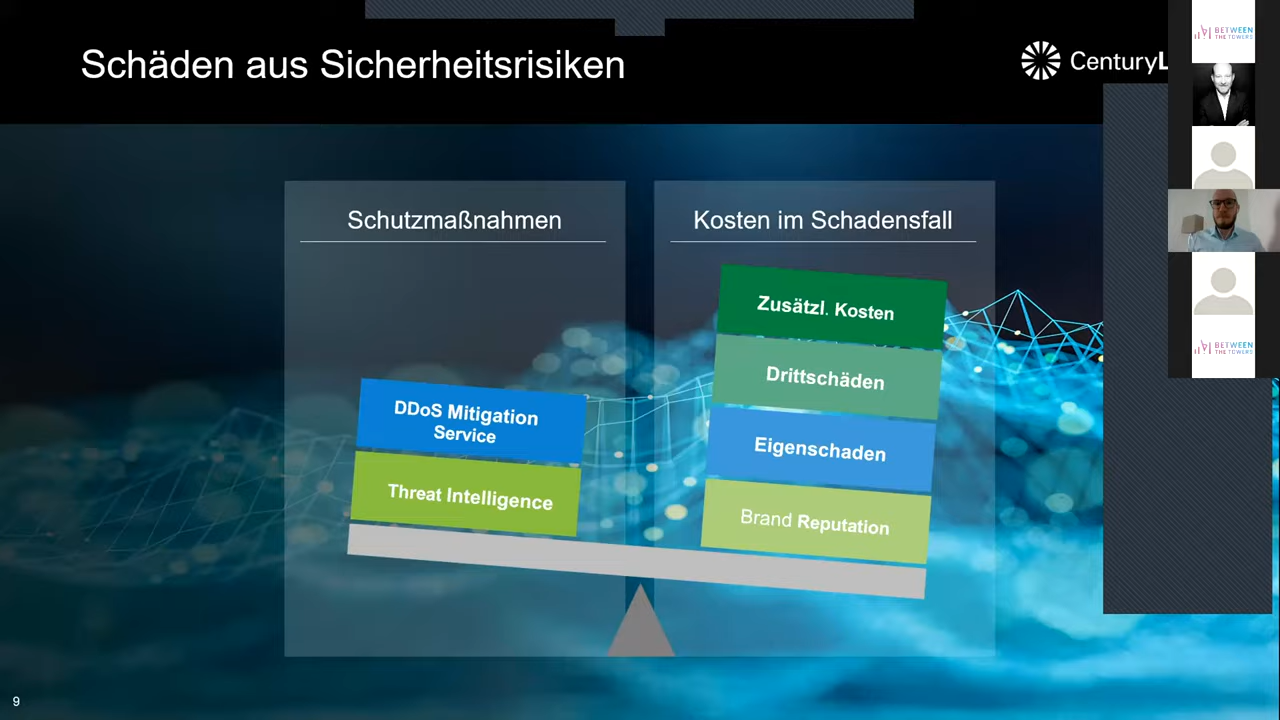 Schäden aus Sicherheitsrisiken
CenturyL
BETWEEN
THE TOWERS
Schutzmaßnahmen
Kosten im Schadensfall
Zusätzl. Kosten
Drittschäden
Eigenschaden
Brand Reputation
DDoS Mitigation
Service
Threat Intelligence
BETWEEN
THE TOWERS
9